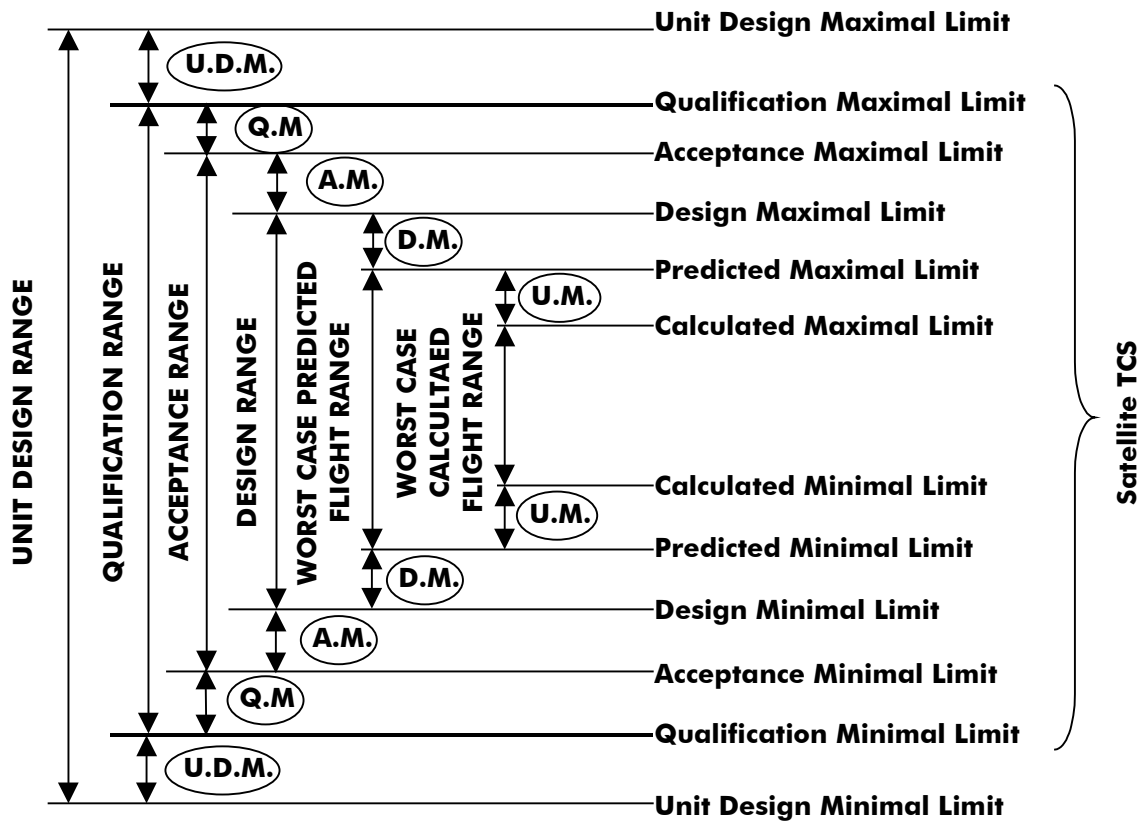 Unit Design Maximal Limit
U.D.M.
Qualification Maximal Limit
Q.M
Acceptance Maximal Limit
A.M.
Design Maximal Limit
D.M.
Predicted Maximal Limit
U.M.
Calculated Maximal Limit
UNIT DESIGN RANGE
QUALIFICATION RANGE
ACCEPTANCE RANGE
DESIGN RANGE
WORST CASE PREDICTED
FLIGHT RANGE
WORST CASE
CALCULTAED
FLIGHT RANGE
Satellite TCS
Calculated Minimal Limit
U.M.
Predicted Minimal Limit
D.M.
Design Minimal Limit
A.M.
Acceptance Minimal Limit
Q.M
Qualification Minimal Limit
U.D.M.
Unit Design Minimal Limit